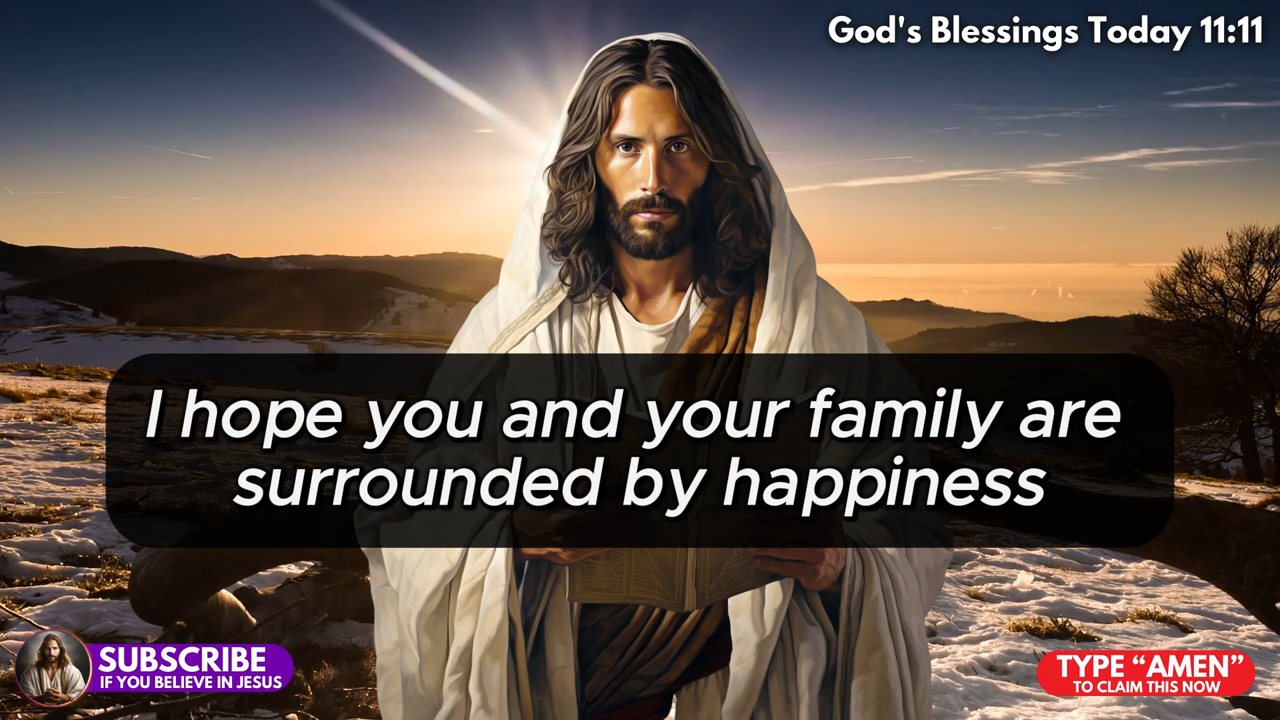 God's Blessings Today 11:11
I hope you and your family are
surrounded by happiness
SUBSCRIBE
IF YOU BELIEVE IN JESUS
TYPE “AMEN”
TO CLAIM THIS NOW